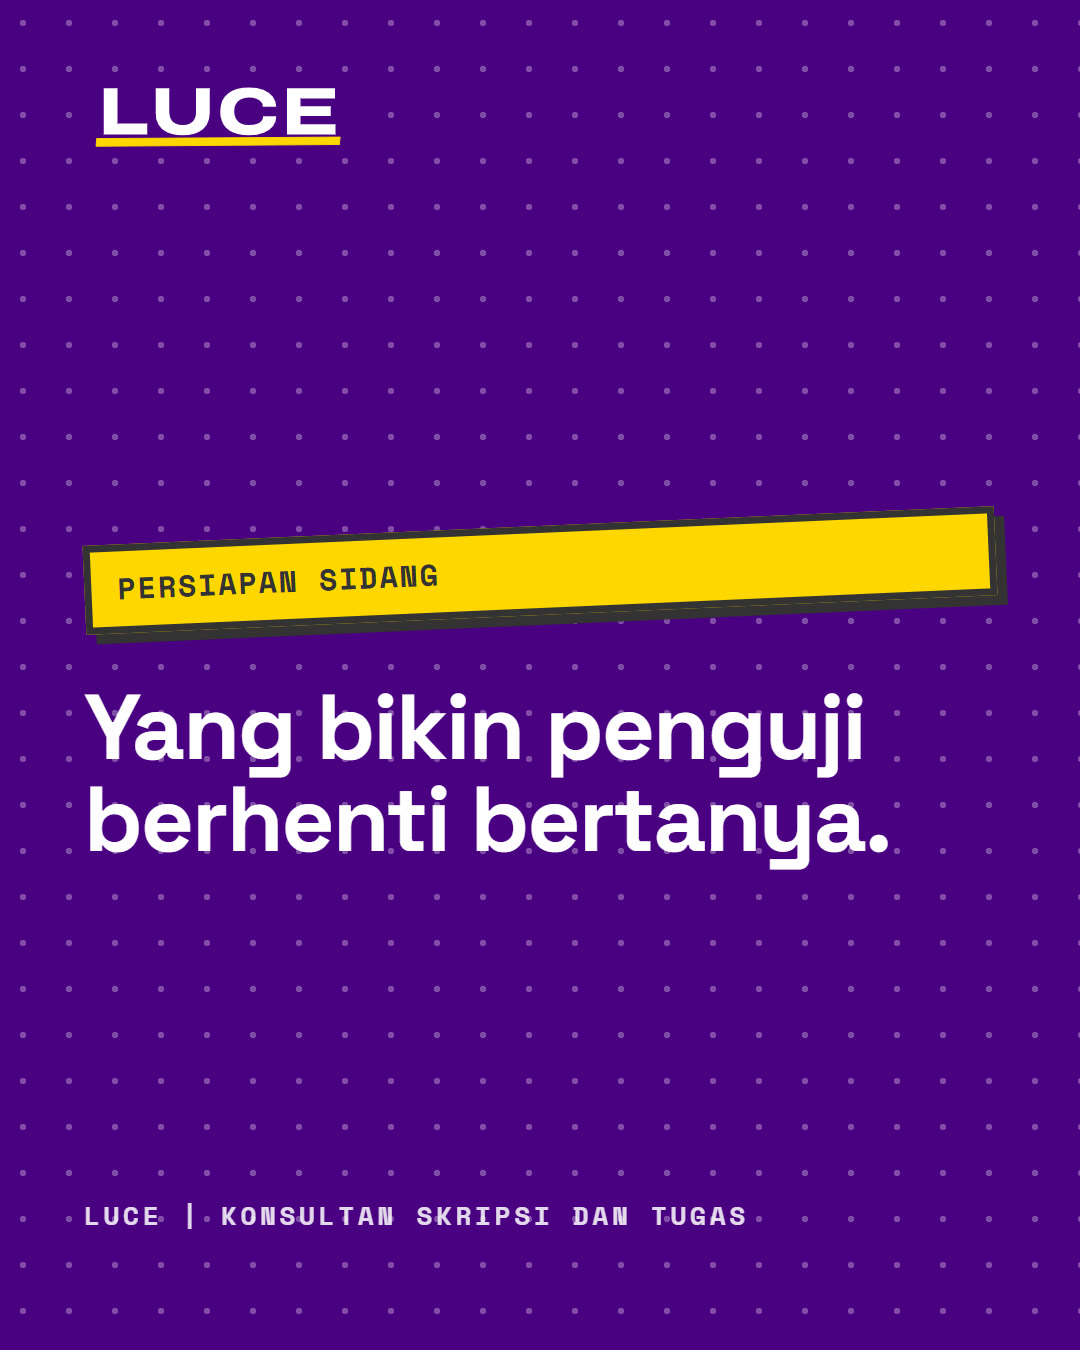 LUCE
PERSIAPAN SIDANG
Yang bikin penguji
berhenti bertanya.
LUCE | KONSULTAN SKRIPSI DAN TUGAS